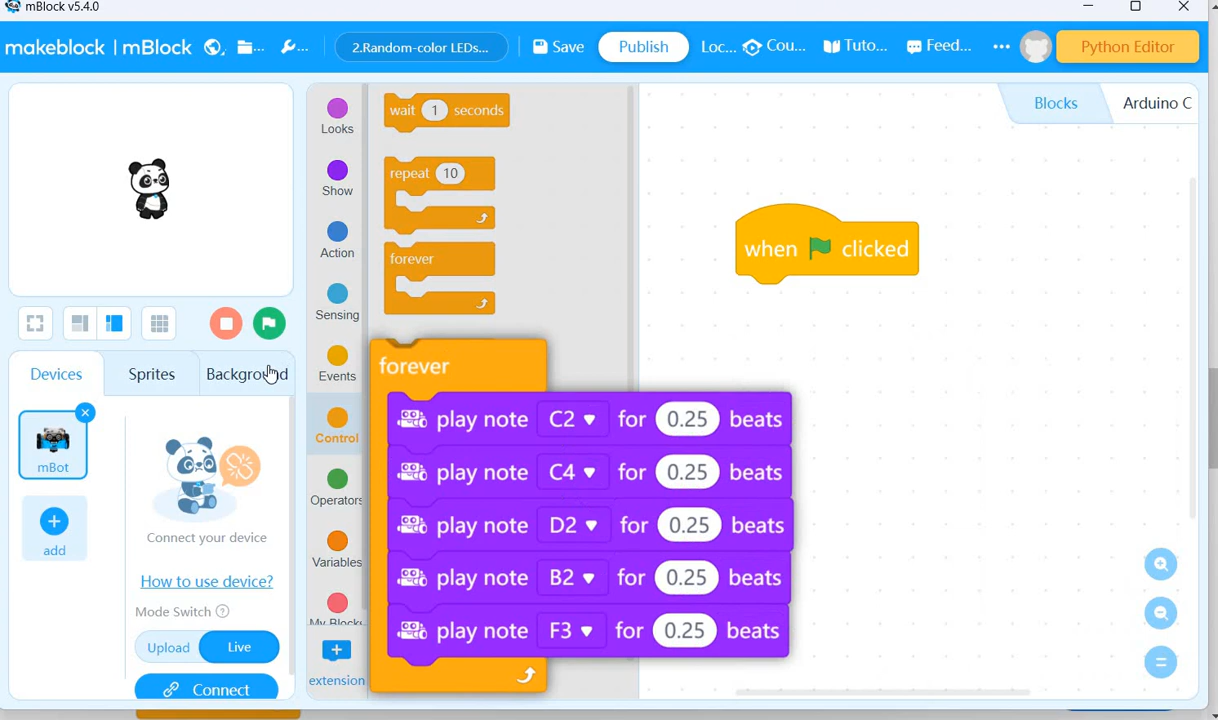 mBlock v5.4.0
makeblock | mBlock
2.Random-color LEDs...
Save
Publish
Loc...
Cou...
Tuto...
Feed...
Python Editor
Looks
Show
Action
Sensing
Events
Control
Operators
Variables
extension
wait 1 seconds
repeat 10
forever
forever
play note C2 for 0.25 beats
play note C4 for 0.25 beats
play note D2 for 0.25 beats
play note B2 for 0.25 beats
play note F3 for 0.25 beats
Blocks
Arduino C
when clicked
Devices
Sprites
Background
mBot
add
Connect your device
How to use device?
Mode Switch ?
Upload
Live
Connect